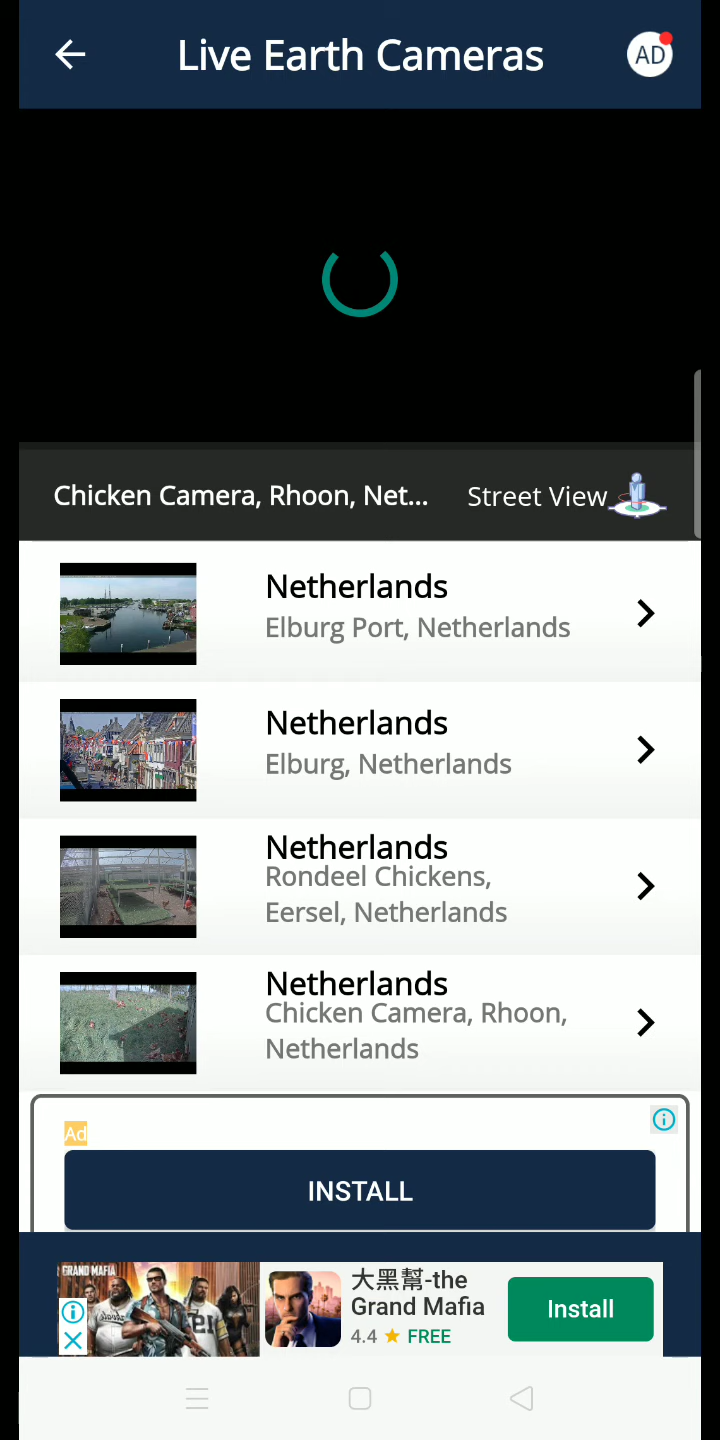 Live Earth Cameras
AD
Chicken Camera, Rhoon, Net...
Street View
Netherlands
Elburg Port, Netherlands
Netherlands
Elburg, Netherlands
Netherlands
Rondeel Chickens,
Eersel, Netherlands
Netherlands
Chicken Camera, Rhoon,
Netherlands
Ad
INSTALL
GRAND MAFIA
大黑幫-the
Grand Mafia
4.4 ★ FREE
Install